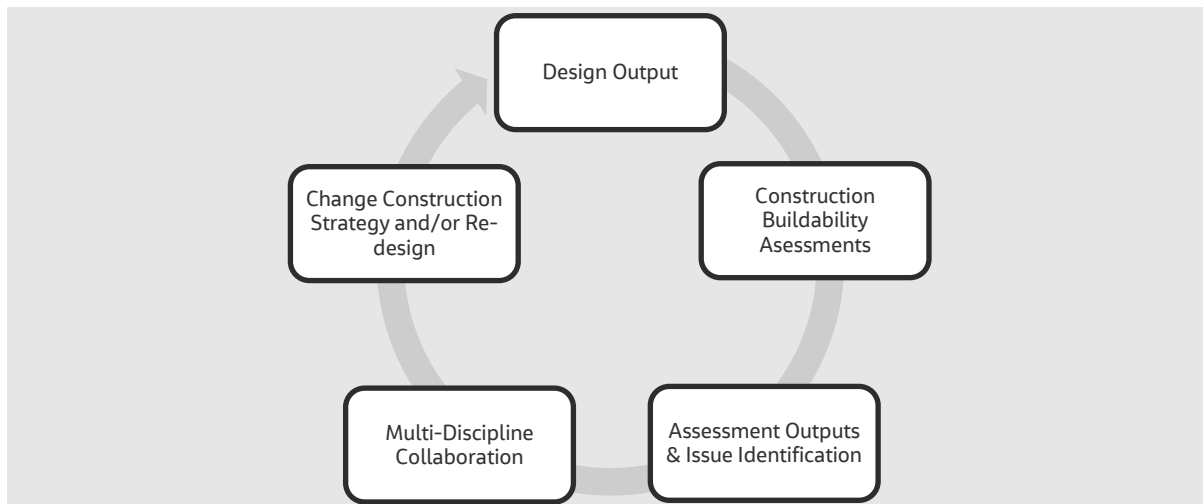 Design Output
Construction
Buildability
Asessments
Assessment Outputs
& Issue Identification
Multi-Discipline
Collaboration
Change Construction
Strategy and/or Re-
design